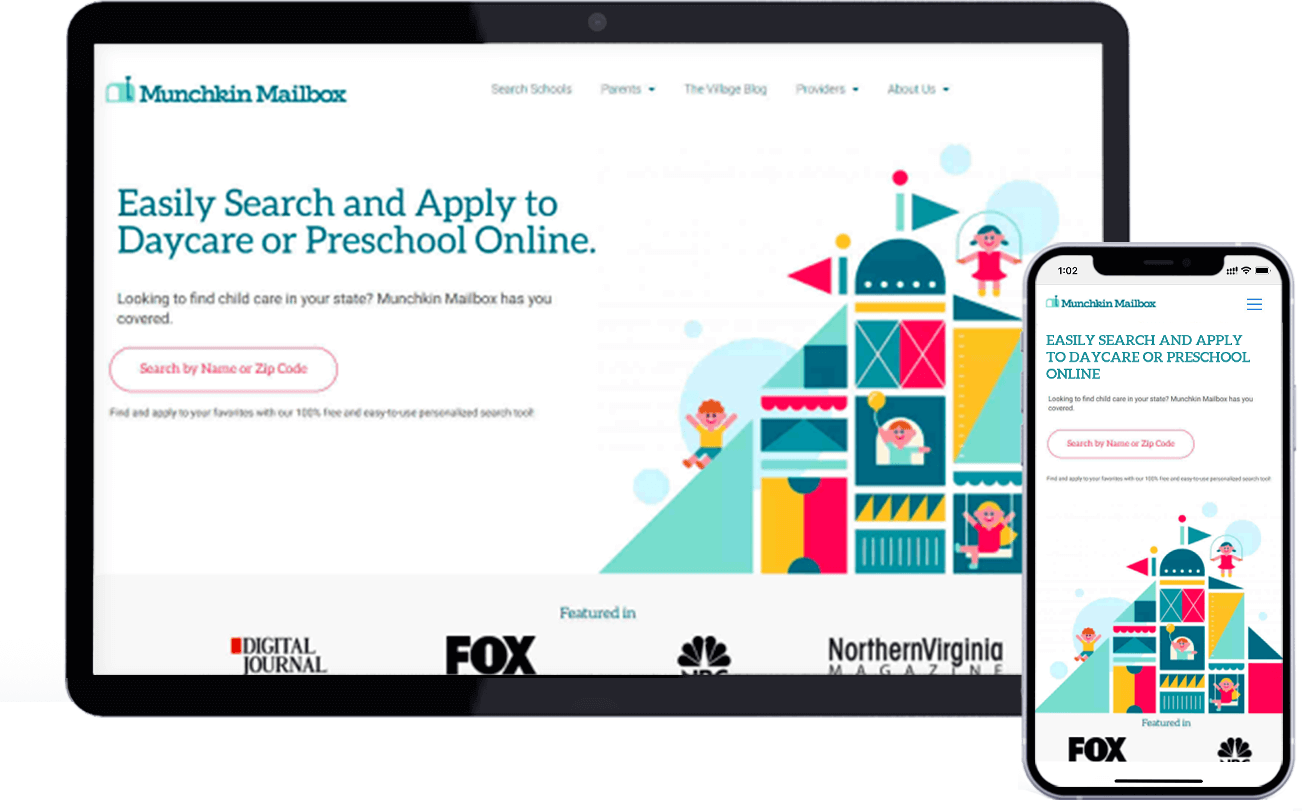 Munchkin Mailbox
Search Schools Parents The Village Blog Providers About Us
Easily Search and Apply to
Daycare or Preschool Online.
Looking to find child care in your state? Munchkin Mailbox has you
covered.
Search by Name or Zip Code
Find and apply to your favorites with our 100% free and easy-to-use personalized search tool!
Featured in
DIGITAL
JOURNAL
FOX
NBC
NorthernVirginia
MAGAZINE
1:02
Munchkin Mailbox
EASILY SEARCH AND APPLY
TO DAYCARE OR PRESCHOOL
ONLINE
Looking to find child care in your state? Munchkin Mailbox has you
covered.
Search by Name or Zip Code
Find and apply to your favorites with our 100% free and easy-to-use personalized search tool!
Featured in
FOX
NBC